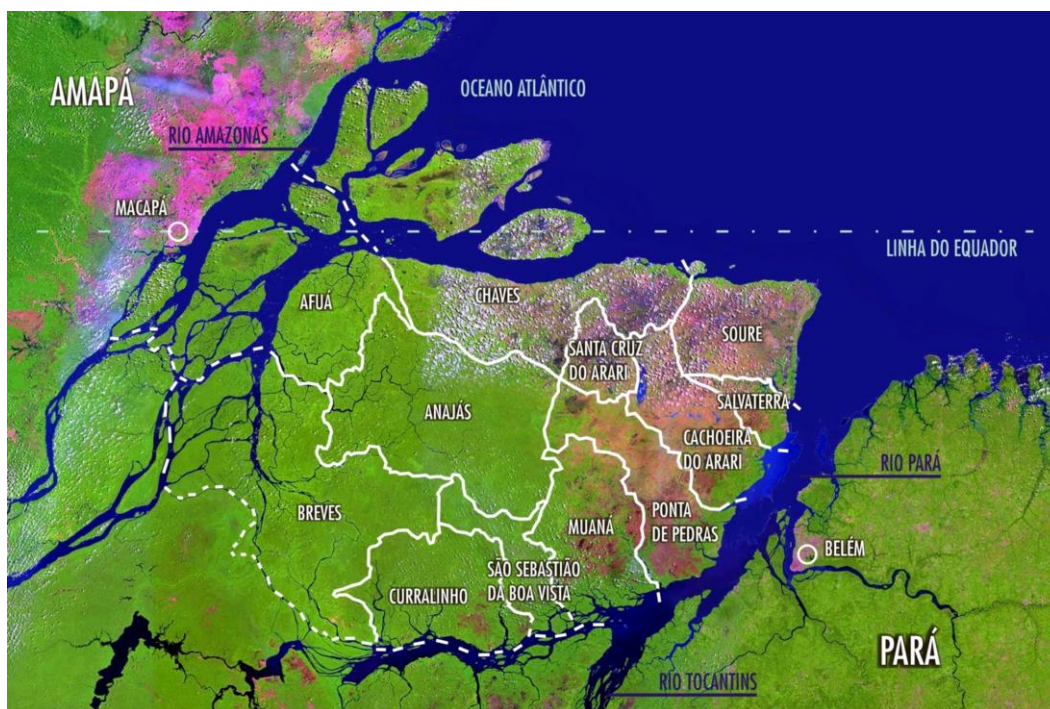 AMAPÁ
OCEANO ATLÂNTICO
RIO AMAZONAS
MACAPÁ
LINHA DO EQUADOR
AFUÁ
CHAVES
SOURE
SANTA CRUZ
DO ARARI
SALVATERRA
ANAJÁS
CACHOEIRA
DO ARARI
RIO PARÁ
BREVES
MUANÁ
PONTA
DE PEDRAS
BELÉM
SÃO SEBASTIÃO
DA BOA VISTA
CURRALINHO
PARÁ
RIO TOCANTINS